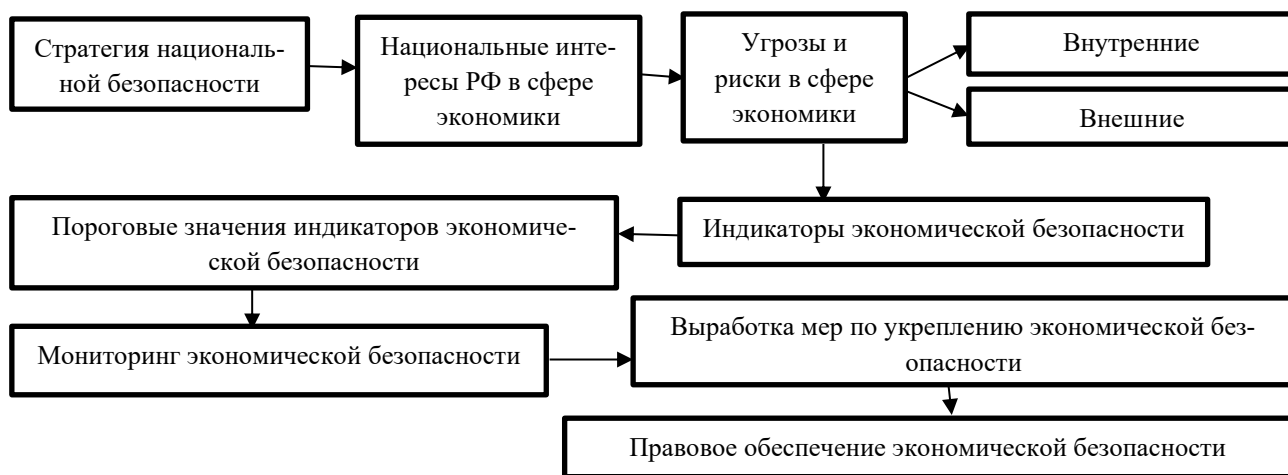 Стратегия националь-
ной безопасности
Национальные инте-
ресы РФ в сфере
экономики
Угрозы и
риски в сфере
экономики
Внутренние
Внешние
Индикаторы экономической безопасности
Пороговые значения индикаторов экономиче-
ской безопасности
Мониторинг экономической безопасности
Выработка мер по укреплению экономической без-
опасности
Правовое обеспечение экономической безопасности